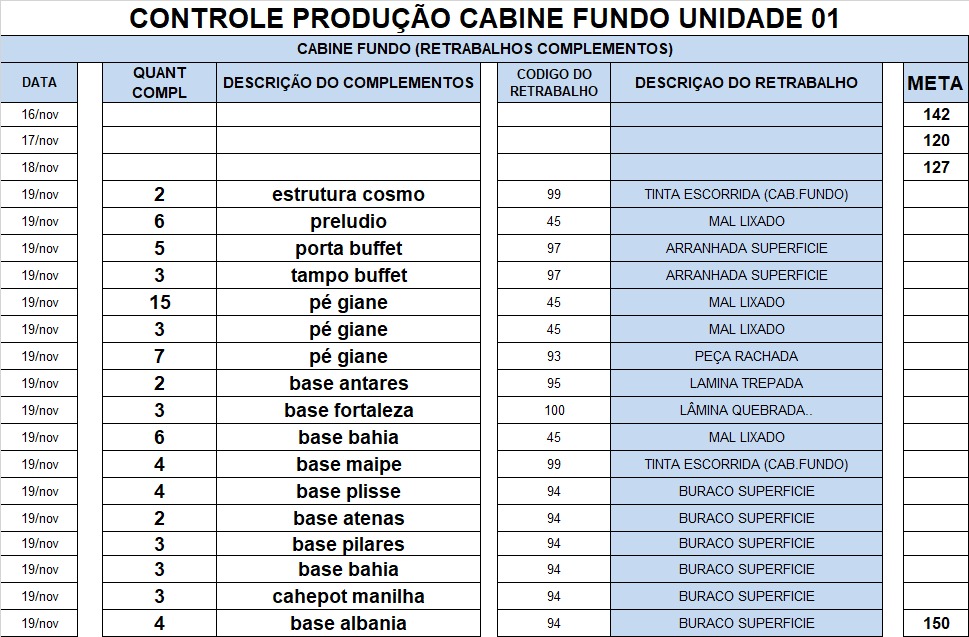 CONTROLE PRODUÇÃO CABINE FUNDO UNIDADE 01
CABINE FUNDO (RETRABALHOS COMPLEMENTOS)
DATA QUANT COMPL DESCRIÇÃO DO COMPLEMENTOS CODIGO DO RETRABALHO DESCRIÇAO DO RETRABALHO META
16/nov 142
17/nov 120
18/nov 127
19/nov 2 estrutura cosmo 99 TINTA ESCORRIDA (CAB.FUNDO)
19/nov 6 preludio 45 MAL LIXADO
19/nov 5 porta buffet 97 ARRANHADA SUPERFICIE
19/nov 3 tampo buffet 97 ARRANHADA SUPERFICIE
19/nov 15 pé giane 45 MAL LIXADO
19/nov 3 pé giane 45 MAL LIXADO
19/nov 7 pé giane 93 PEÇA RACHADA
19/nov 2 base antares 95 LAMINA TREPADA
19/nov 3 base fortaleza 100 LÂMINA QUEBRADA..
19/nov 6 base bahia 45 MAL LIXADO
19/nov 4 base maipe 99 TINTA ESCORRIDA (CAB.FUNDO)
19/nov 4 base plisse 94 BURACO SUPERFICIE
19/nov 2 base atenas 94 BURACO SUPERFICIE
19/nov 3 base pilares 94 BURACO SUPERFICIE
19/nov 3 base bahia 94 BURACO SUPERFICIE
19/nov 3 cahepot manilha 94 BURACO SUPERFICIE
19/nov 4 base albania 94 BURACO SUPERFICIE 150